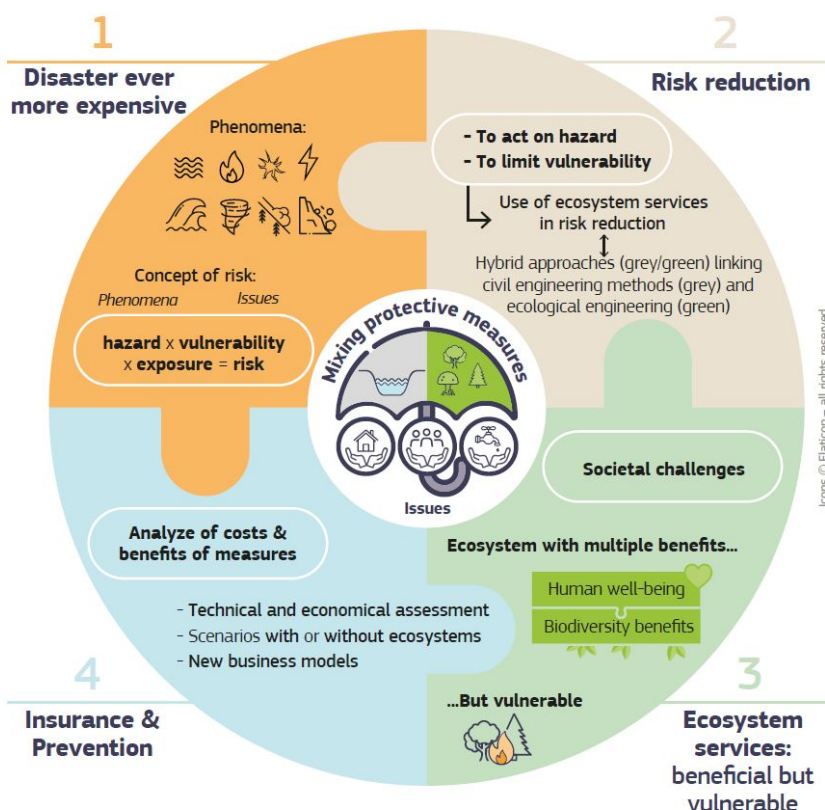 1
Disaster ever
more expensive
Phenomena:
Concept of risk:
Phenomena Issues
hazard x vulnerability
x exposure = risk
2
Risk reduction
- To act on hazard
- To limit vulnerability
Use of ecosystem services
in risk reduction
Hybrid approaches (grey/green) linking
civil engineering methods (grey) and
ecological engineering (green)
Mixing protective measures
Issues
Societal challenges
Ecosystem with multiple benefits...
Human well-being
Biodiversity benefits
...But vulnerable
3
Ecosystem
services:
beneficial but
vulnerable
Analyze of costs &
benefits of measures
- Technical and economical assessment
- Scenarios with or without ecosystems
- New business models
4
Insurance &
Prevention
Icons © Flaticon – all rights reserved